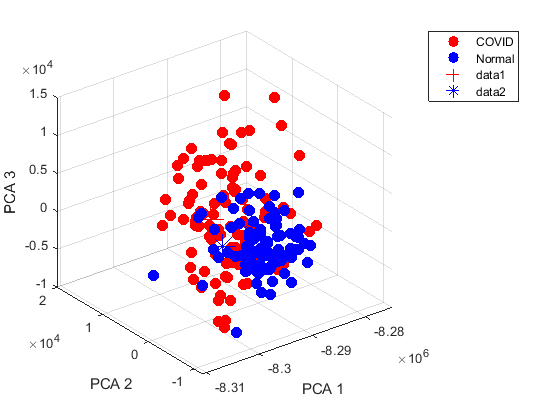 COVID
Normal
data1
data2
×10^4
1.5
1
0.5
0
-0.5
-1
PCA 3
2
1
0
-1
×10^4
PCA 2
-8.31
-8.3
-8.29
-8.28
×10^6
PCA 1